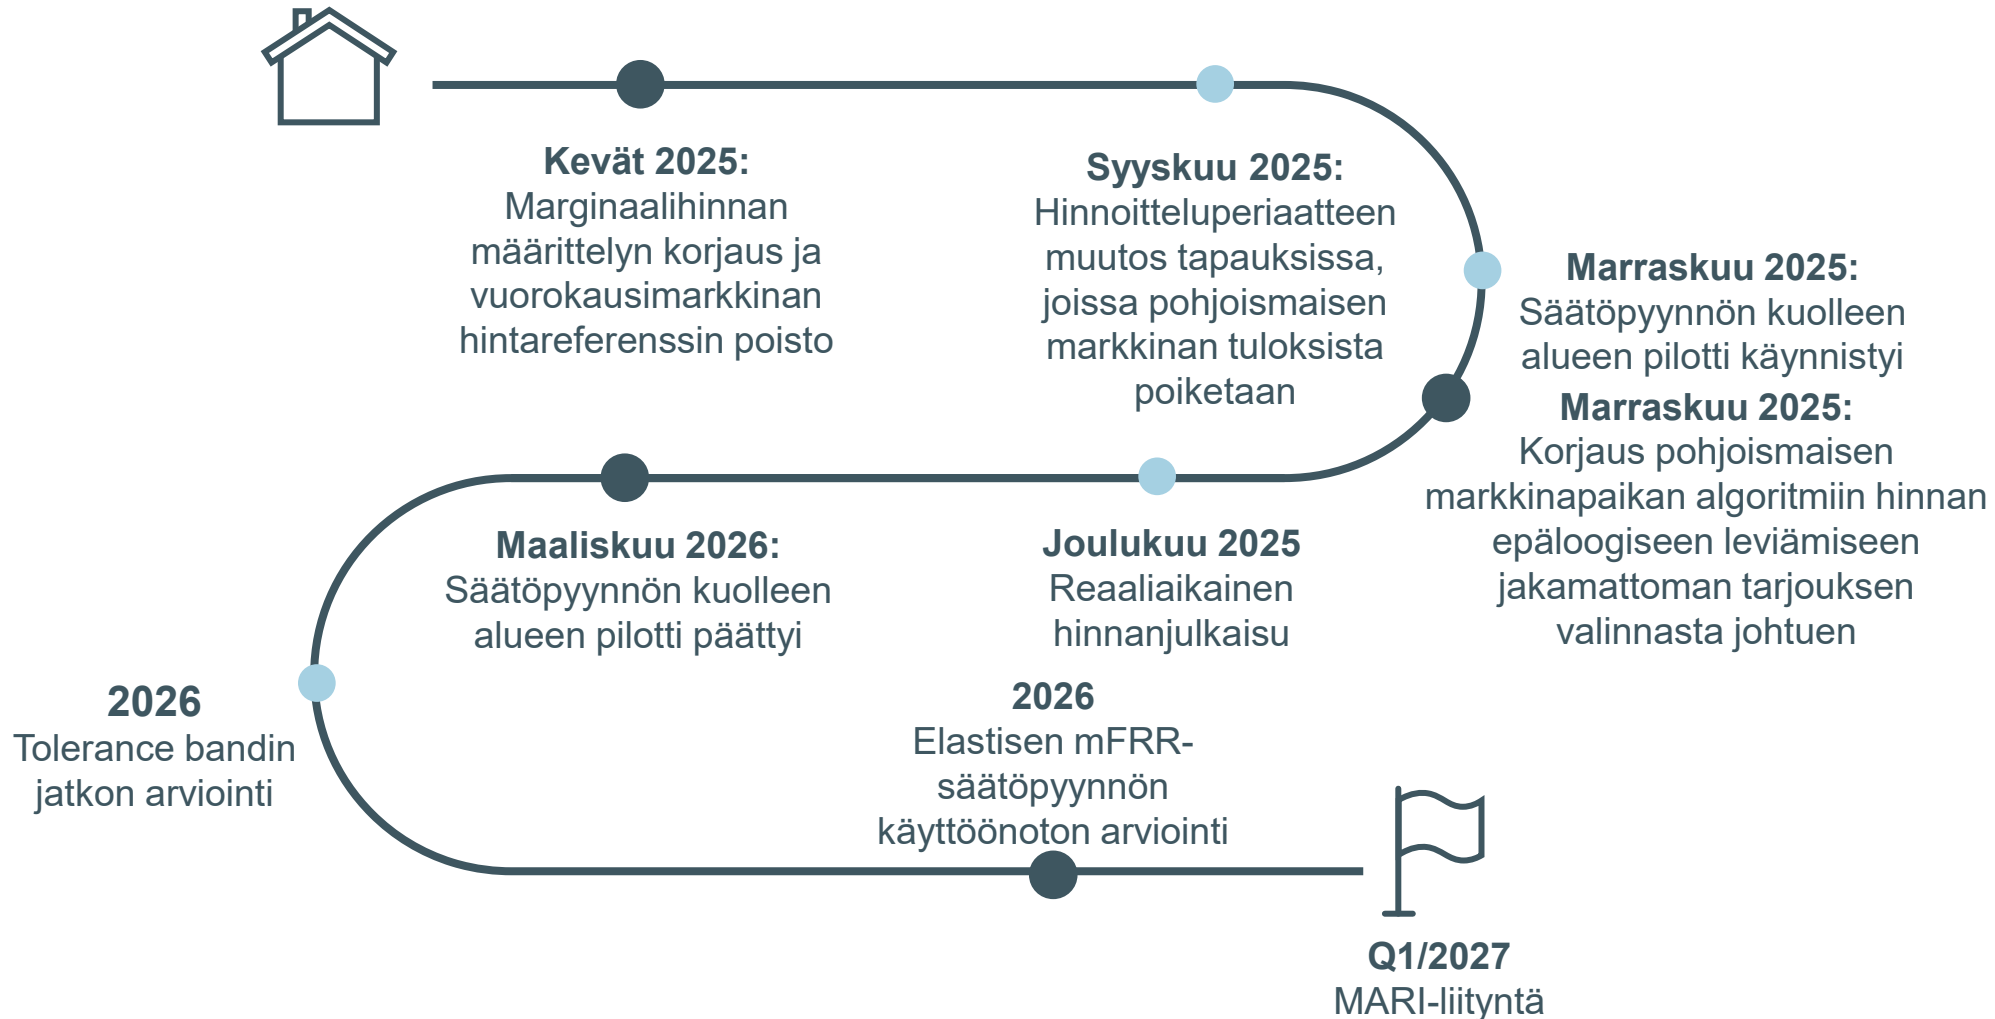 Kevät 2025:
Marginaalihinnan
määrittelyn korjaus ja
vuorokausimarkkinan
hintareferenssin poisto
Syyskuu 2025:
Hinnoitteluperiaatteen
muutos tapauksissa,
joissa pohjoismaisen
markkinan tuloksista
poiketaan
Marraskuu 2025:
Säätöpyynnön kuolleen
alueen pilotti käynnistyi
Marraskuu 2025:
Korjaus pohjoismaisen
markkinapaikan algoritmiin hinnan
epäloogiseen leviämiseen
jakamattoman tarjouksen
valinnasta johtuen
Joulukuu 2025
Reaaliaikainen
hinnanjulkaisu
Maaliskuu 2026:
Säätöpyynnön kuolleen
alueen pilotti päättyi
2026
Tolerance bandin
jatkon arviointi
2026
Elastisen mFRR-
säätöpyynnön
käyttöönoton arviointi
Q1/2027
MARI-liityntä